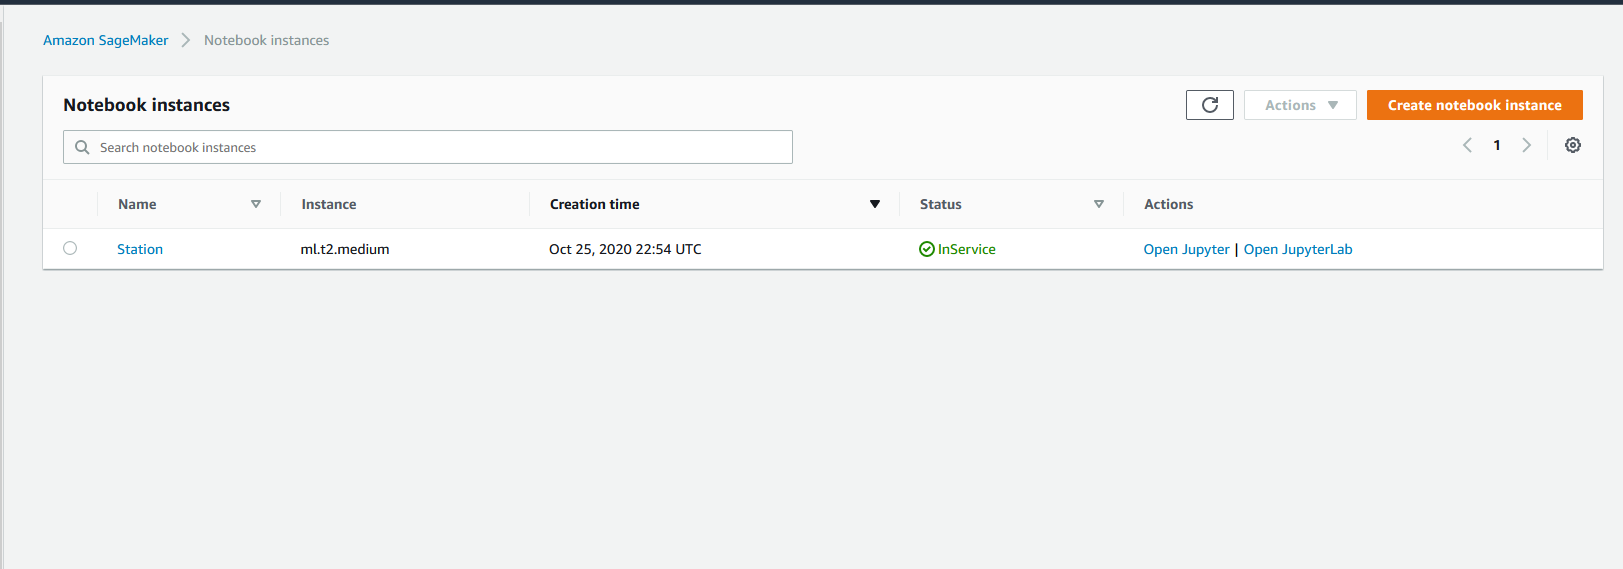 Amazon SageMaker > Notebook instances
Notebook instances
Actions
Create notebook instance
Search notebook instances
1
Name Instance Creation time Status Actions
Station ml.t2.medium Oct 25, 2020 22:54 UTC InService Open Jupyter | Open JupyterLab